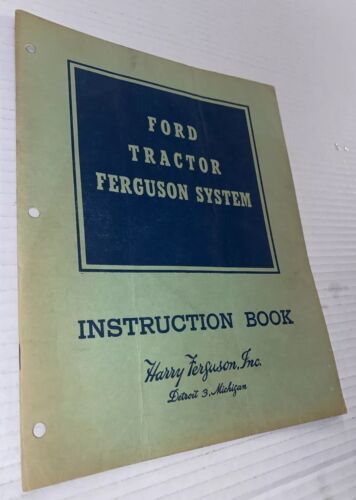 FORD
TRACTOR
FERGUSON SYSTEM
INSTRUCTION BOOK
Harry Ferguson, Inc.
Detroit 3, Michigan